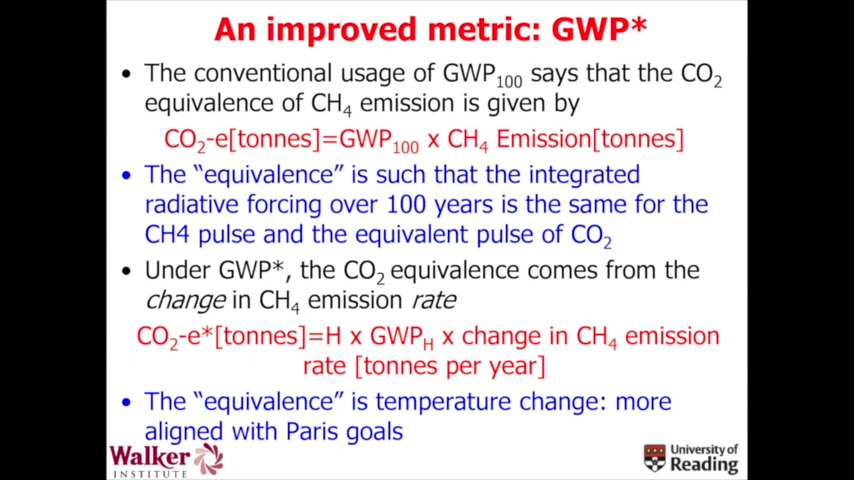 An improved metric: GWP*
• The conventional usage of GWP₁₀₀ says that the CO₂
equivalence of CH₄ emission is given by
CO₂-e[tonnes]=GWP₁₀₀ x CH₄ Emission[tonnes]
• The “equivalence” is such that the integrated
radiative forcing over 100 years is the same for the
CH4 pulse and the equivalent pulse of CO₂
• Under GWP*, the CO₂ equivalence comes from the
change in CH₄ emission rate
CO₂-e*[tonnes]=H x GWP_H x change in CH₄ emission
rate [tonnes per year]
• The “equivalence” is temperature change: more
aligned with Paris goals
Walker
INSTITUTE
University of
Reading